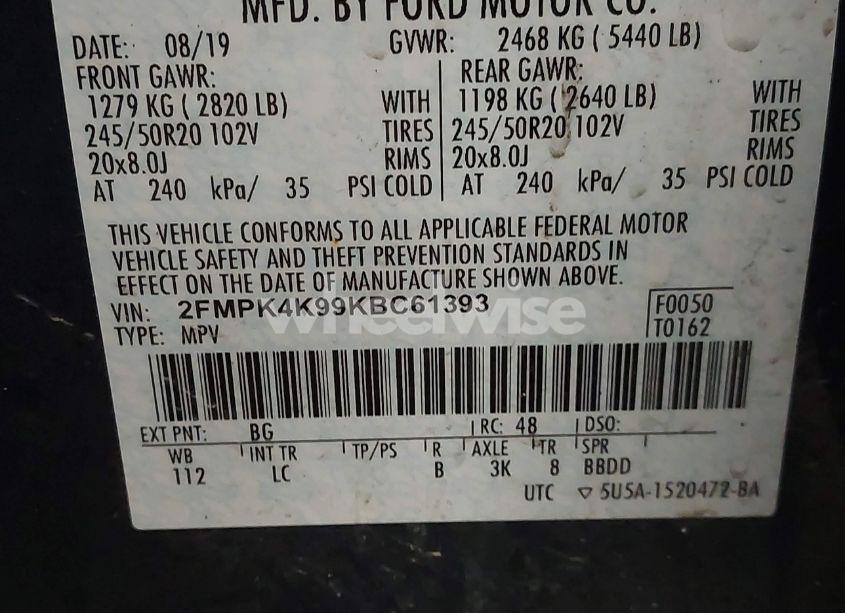 MFD. BY FORD MOTOR CO.
DATE: 08/19 GVWR: 2468 KG ( 5440 LB)
FRONT GAWR: REAR GAWR:
1279 KG ( 2820 LB) WITH 1198 KG ( 2640 LB) WITH
245/50R20 102V TIRES 245/50R20 102V TIRES
20x8.0J RIMS 20x8.0J RIMS
AT 240 kPa/ 35 PSI COLD AT 240 kPa/ 35 PSI COLD
THIS VEHICLE CONFORMS TO ALL APPLICABLE FEDERAL MOTOR
VEHICLE SAFETY AND THEFT PREVENTION STANDARDS IN
EFFECT ON THE DATE OF MANUFACTURE SHOWN ABOVE.
VIN: 2FMPK4K99KBC61393 F0050
TYPE: MPV T0162
wheelwise
EXT PNT: BG RC: 48 DSO:
WB INT TR TP/PS R AXLE TR SPR
112 LC B 3K 8 BBDD
UTC ▽ 5U5A-1520472-BA